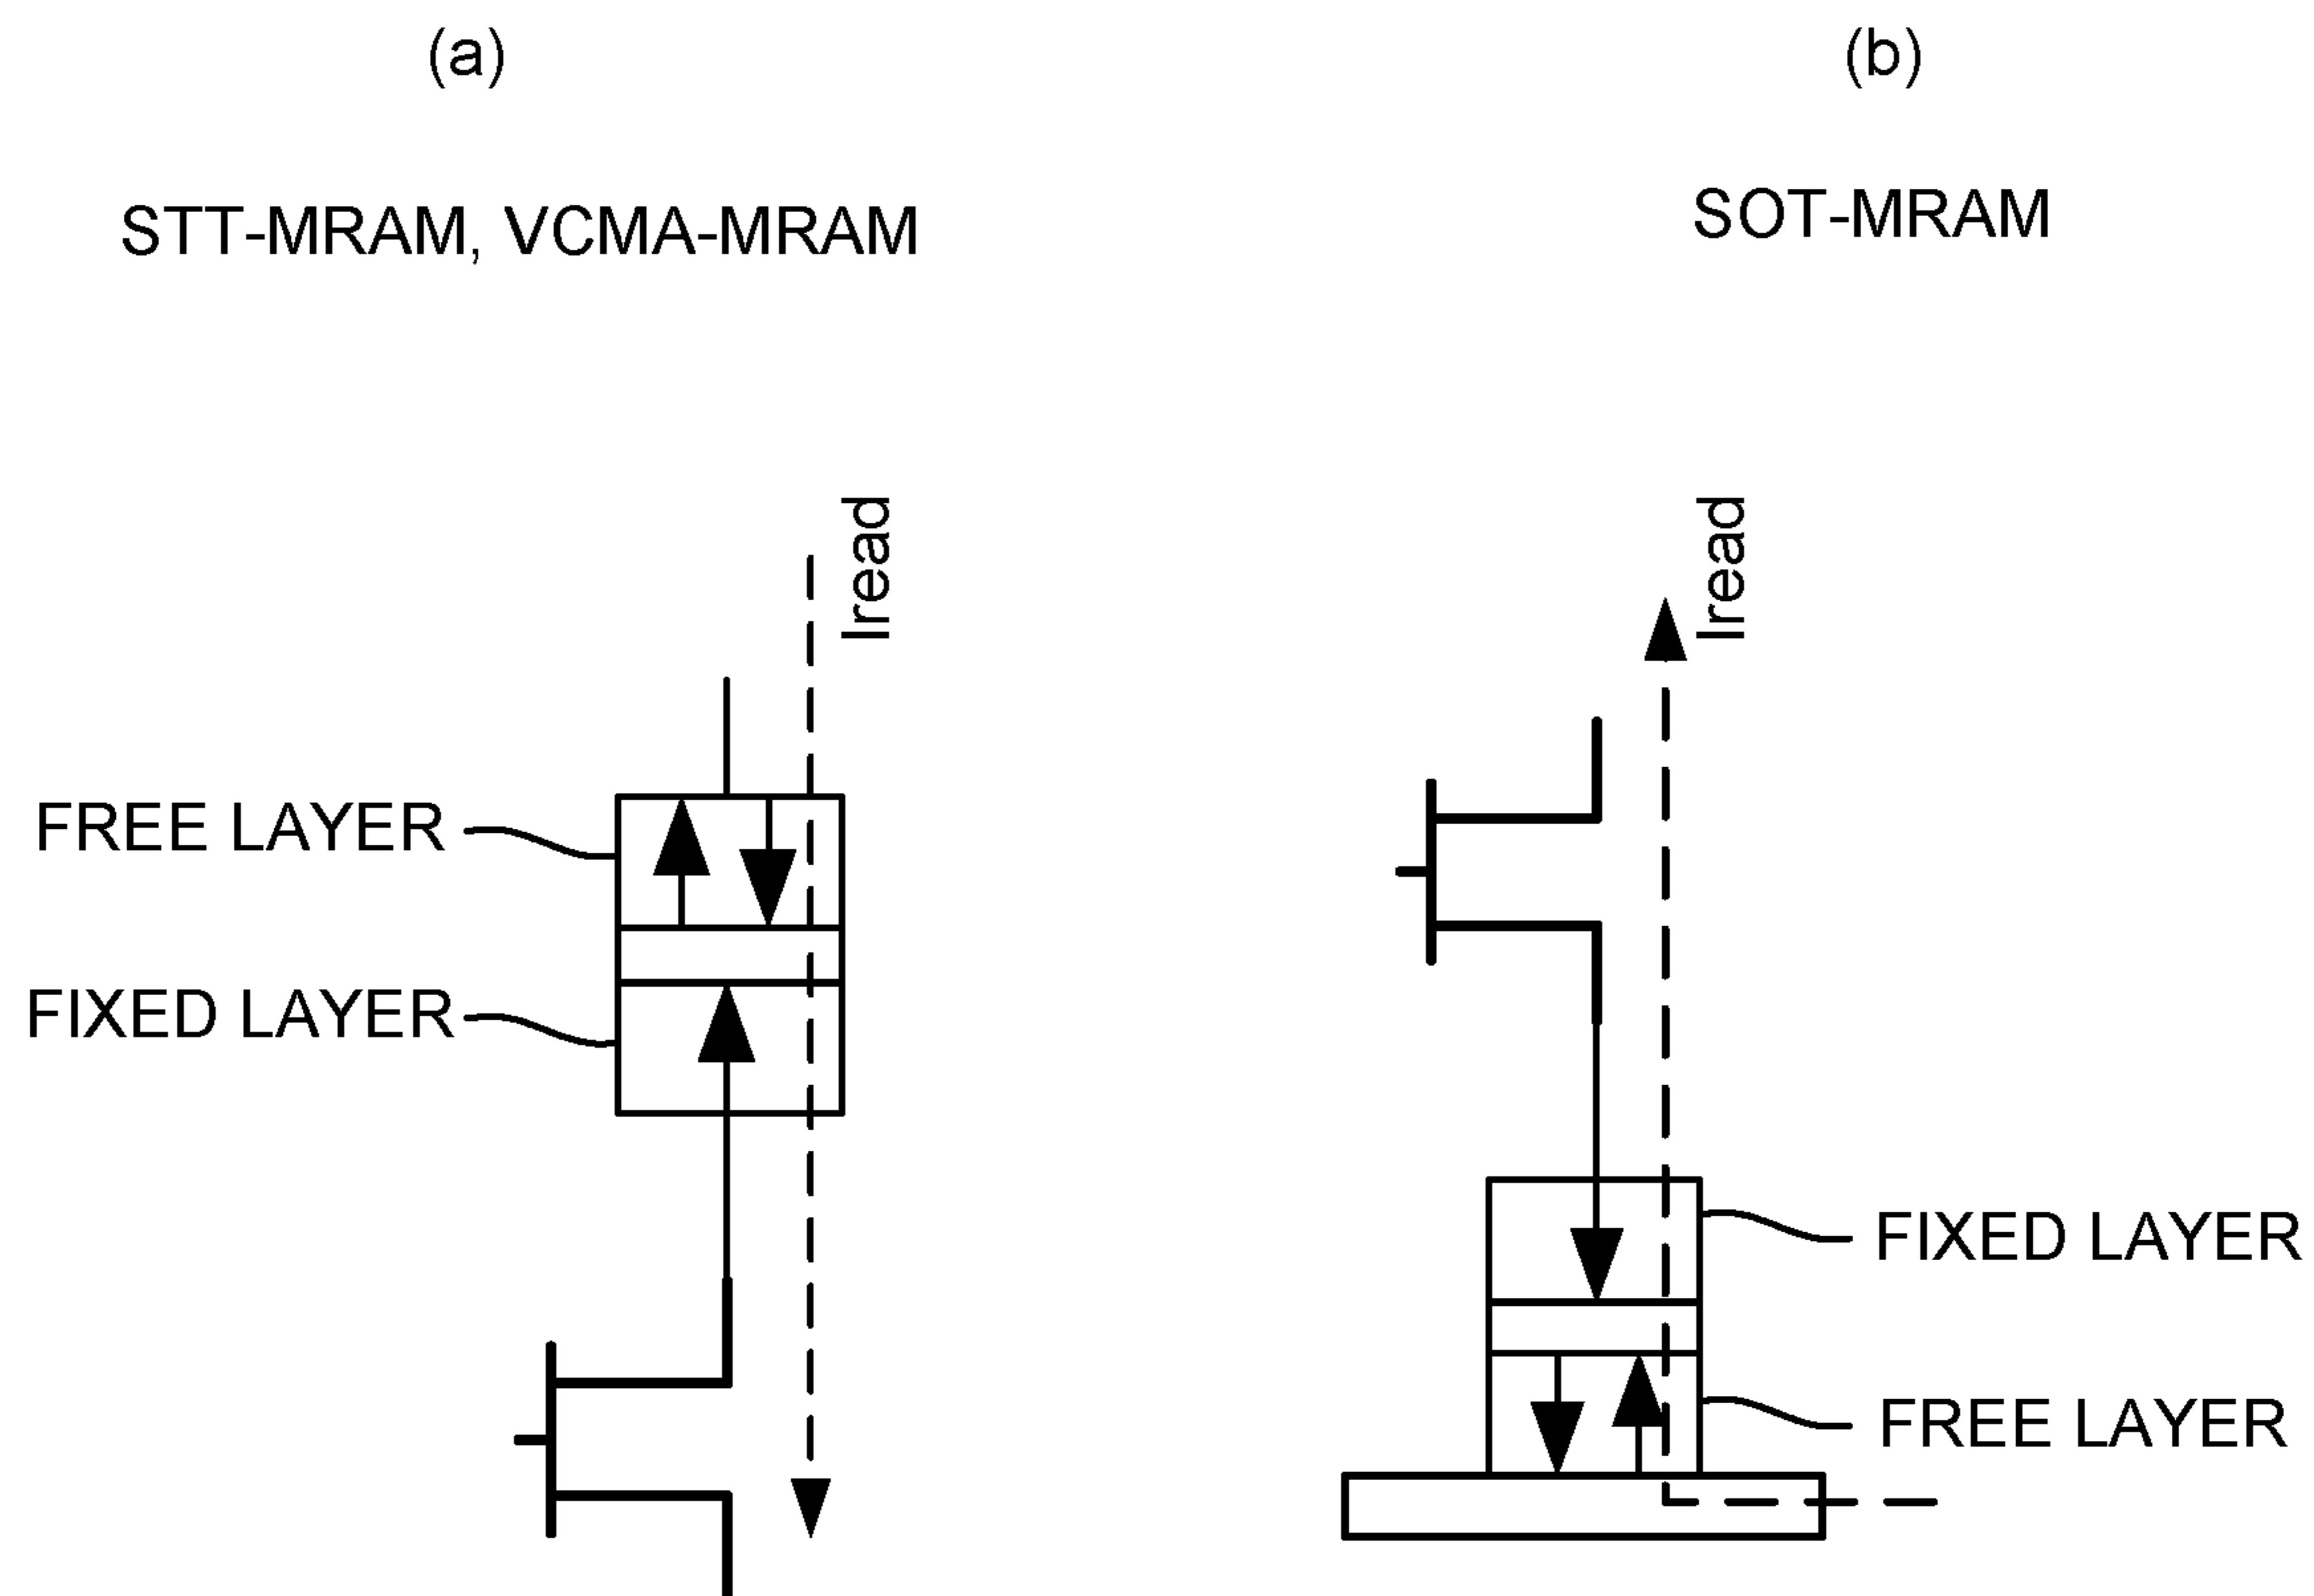 (a)
STT-MRAM, VCMA-MRAM
Iread
FREE LAYER
FIXED LAYER
(b)
SOT-MRAM
Iread
FIXED LAYER
FREE LAYER